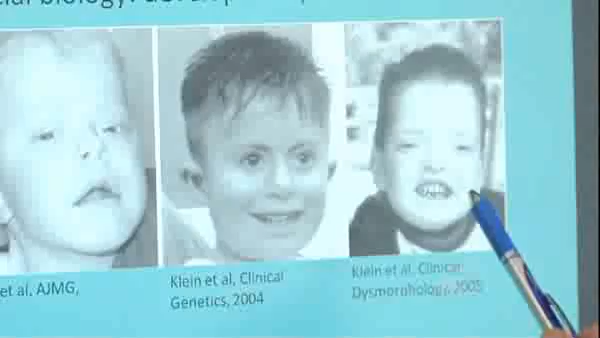 et al, AJMG,
Klein et al, Clinical
Genetics, 2004
Klein et al, Clinical
Dysmorphology, 2005